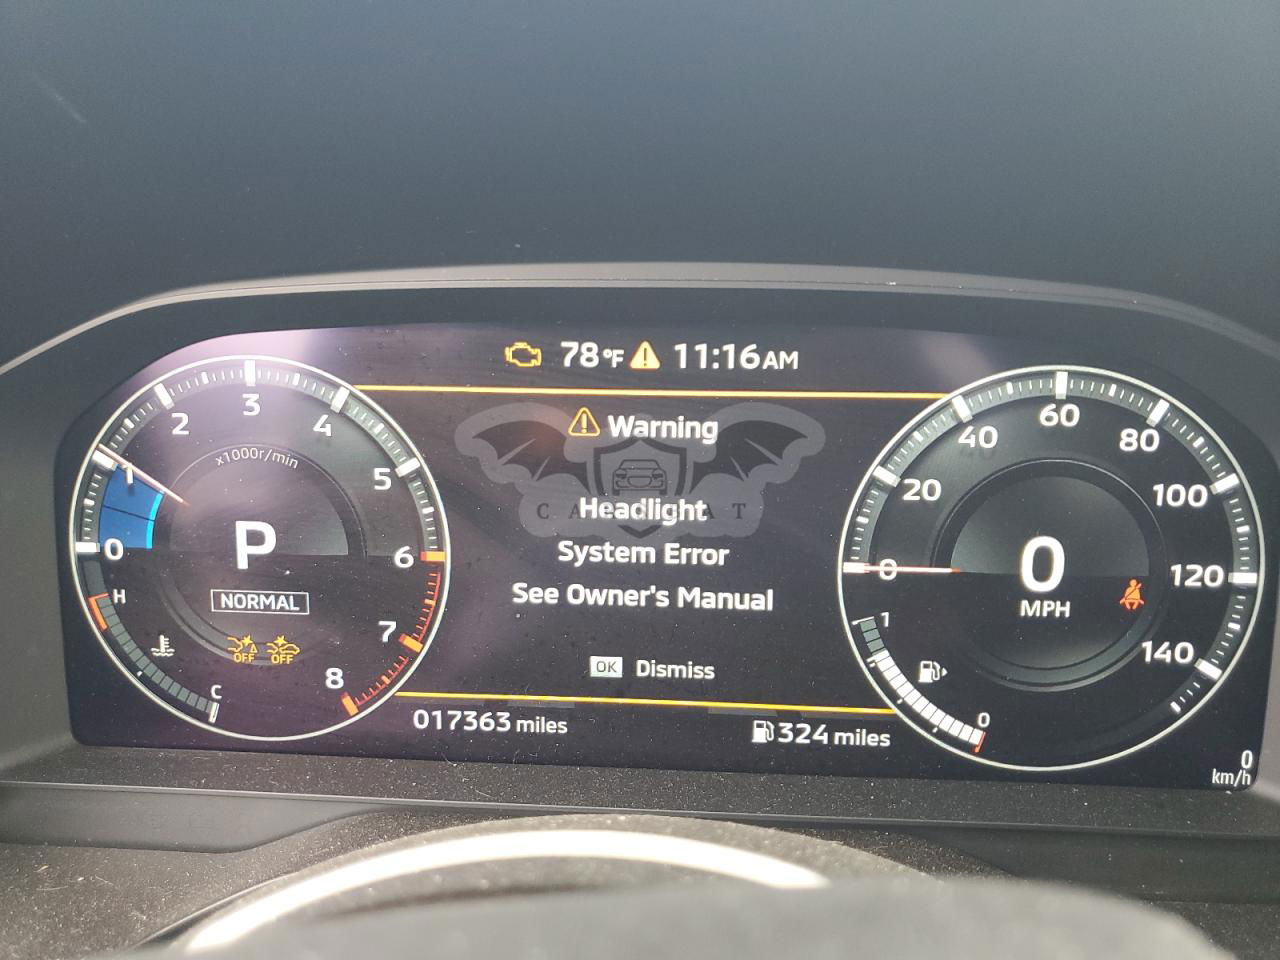 78°F 11:16AM
Warning
Headlight
System Error
See Owner's Manual
OK Dismiss
017363 miles
324 miles
0
1
2
3
4
5
6
7
8
x1000r/min
P
NORMAL
H
C
OFF OFF
0
20
40
60
80
100
120
140
0
MPH
1
0
0
km/h